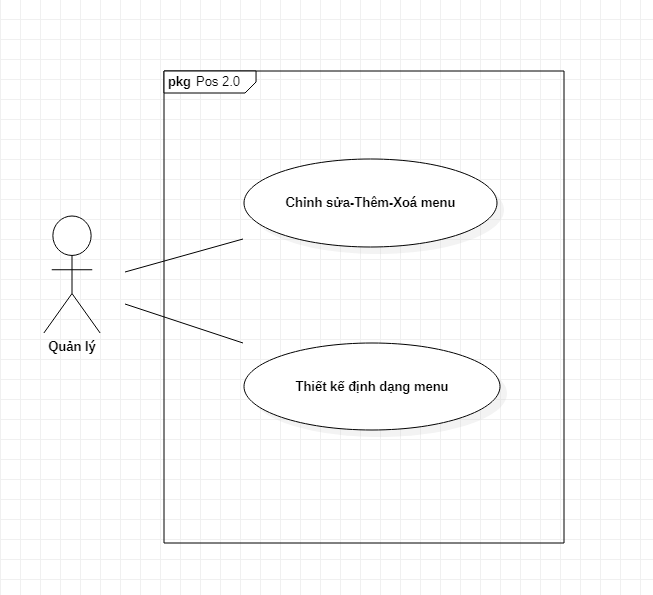 pkg Pos 2.0
Chỉnh sửa-Thêm-Xoá menu
Quản lý
Thiết kế định dạng menu